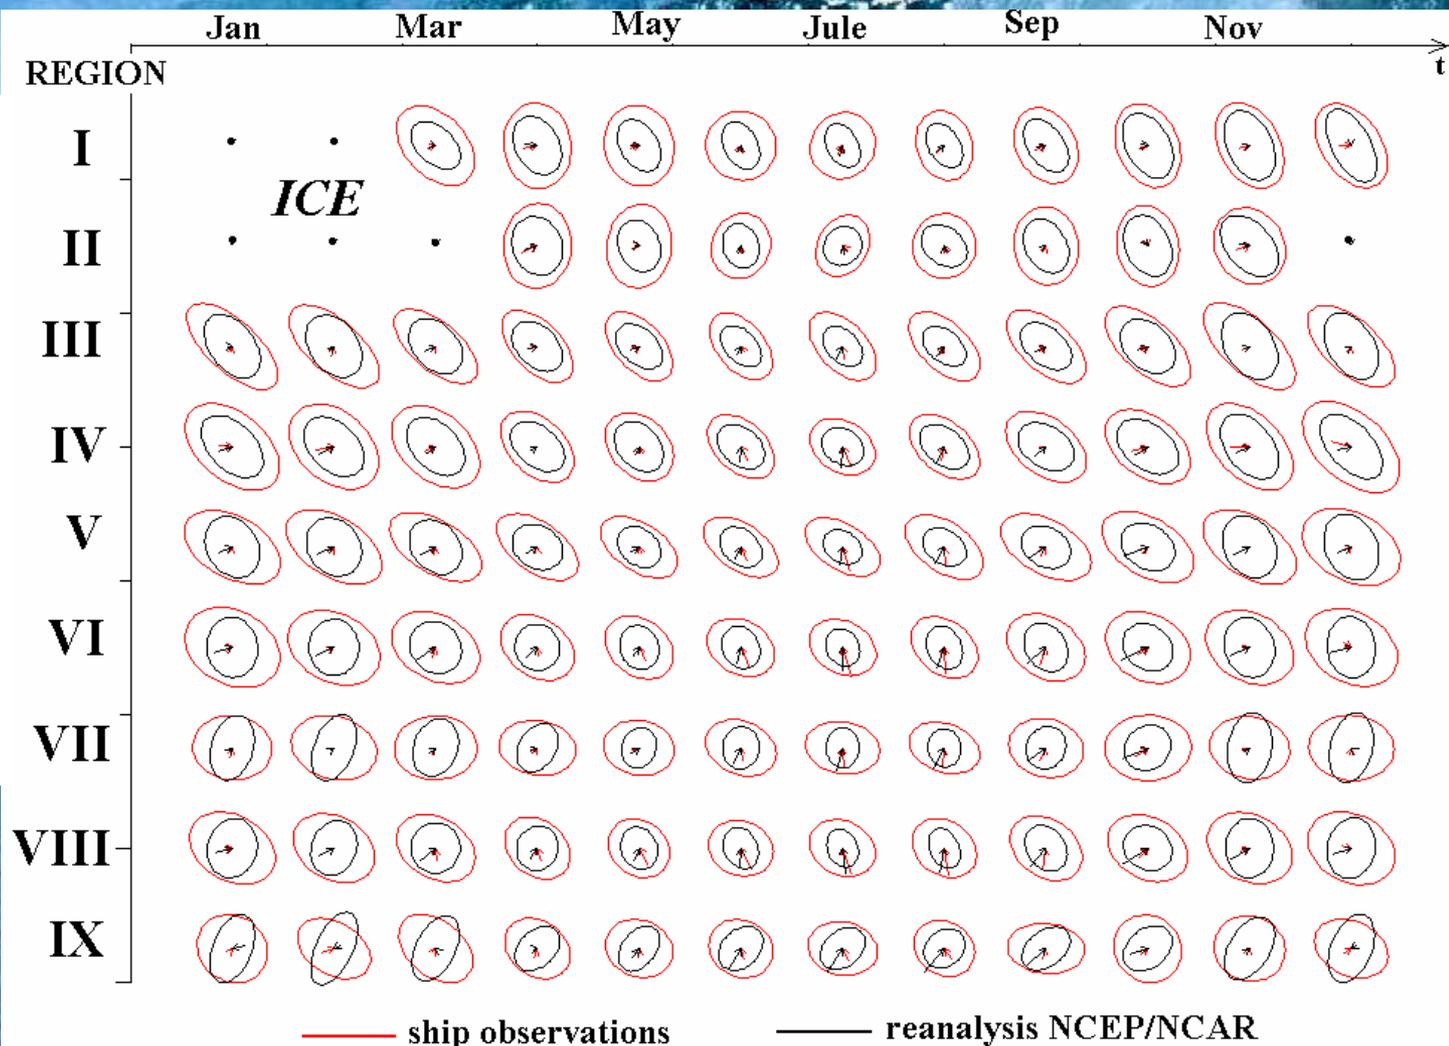 Jan Mar May Jule Sep Nov
t
REGION
I
ICE
II
III
IV
V
VI
VII
VIII
IX
ship observations reanalysis NCEP/NCAR